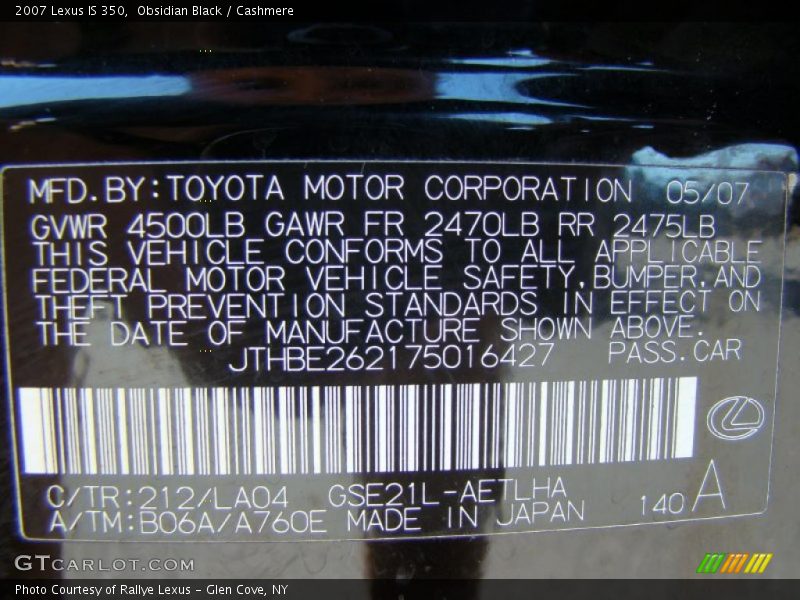 2007 Lexus IS 350,  Obsidian Black / Cashmere
MFD.BY:TOYOTA MOTOR CORPORATION 05/07
GVWR 4500LB GAWR FR 2470LB RR 2475LB
THIS VEHICLE CONFORMS TO ALL APPLICABLE
FEDERAL MOTOR VEHICLE SAFETY,BUMPER,AND
THEFT PREVENTION STANDARDS IN EFFECT ON
THE DATE OF MANUFACTURE SHOWN ABOVE.
JTHBE262175016427 PASS.CAR
C/TR:212/LA04 GSE21L-AETLHA
A/TM:B06A/A760E MADE IN JAPAN 140 A
GTCARLOT.COM
Photo Courtesy of Rallye Lexus - Glen Cove, NY